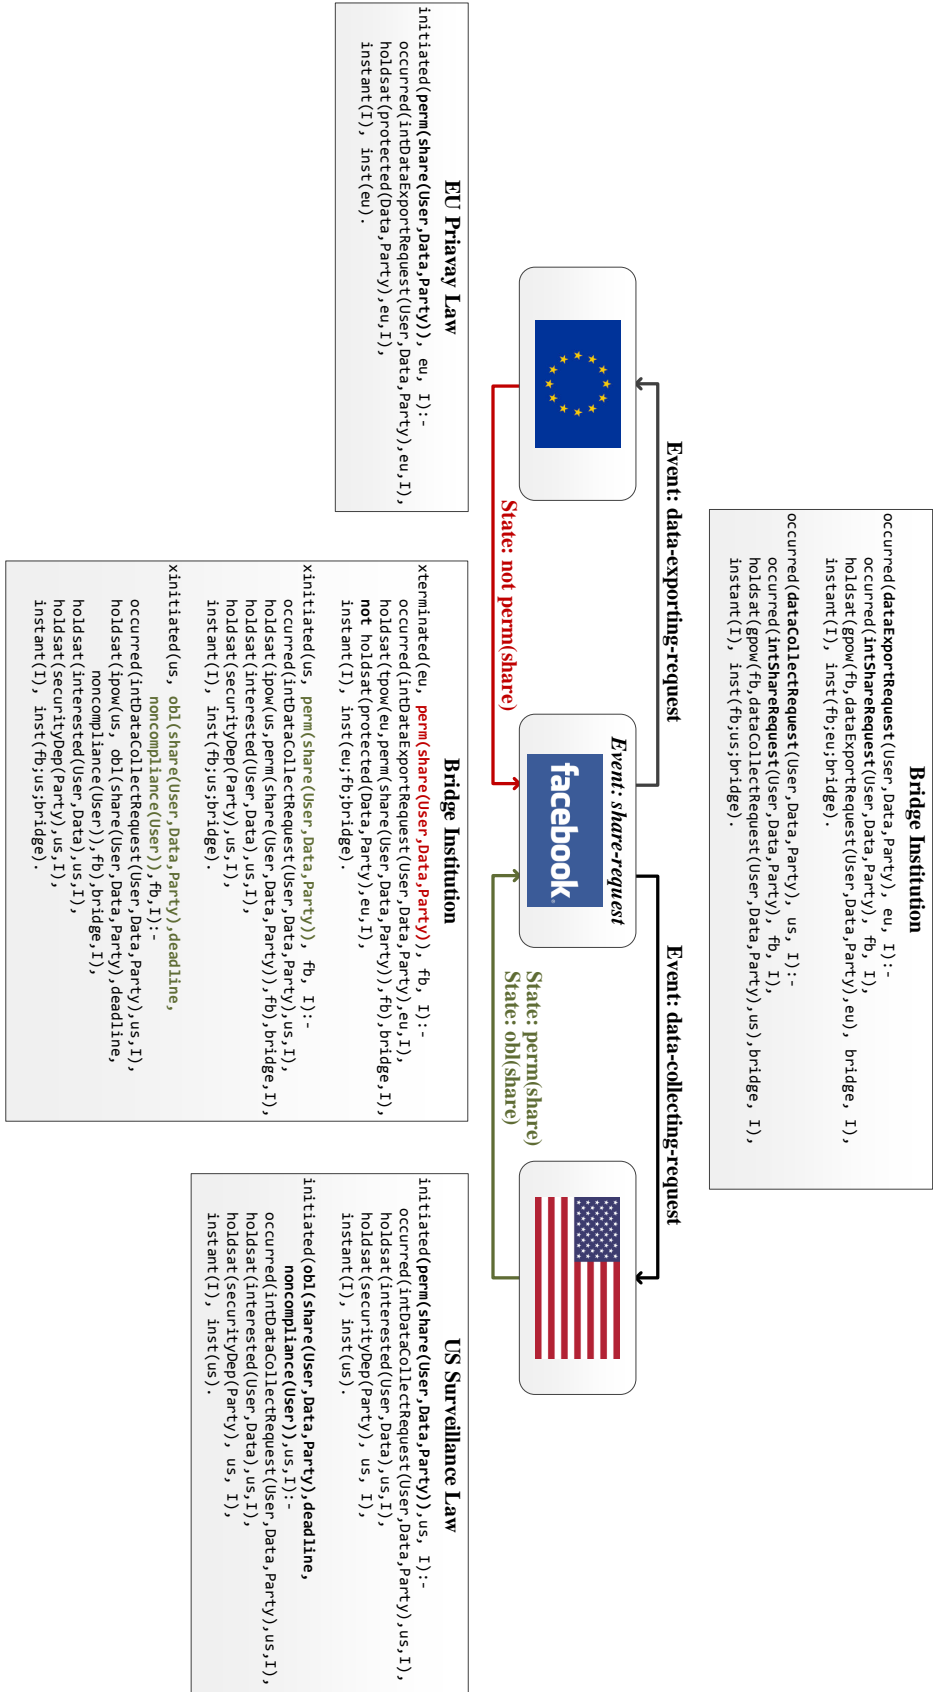 Bridge Institution
occurred(dataExportRequest(User,Data,Party), eu, I):-
occurred(intShareRequest(User,Data,Party), fb, I),
holdsat(gpow(fb,dataExportRequest(User,Data,Party),eu), bridge, I),
instant(I), inst(fb;eu;bridge).
occurred(dataCollectRequest(User,Data,Party), us, I):-
occurred(intShareRequest(User,Data,Party), fb, I),
holdsat(gpow(fb,dataCollectRequest(User,Data,Party),us),bridge, I),
instant(I), inst(fb;us;bridge).
Event: data-exporting-request
Event: data-collecting-request
Event: share-request
facebook
State: not perm(share)
State: perm(share)
State: obl(share)
EU Priavay Law
initiated(perm(share(User,Data,Party)), eu, I):-
occurred(intDataExportRequest(User,Data,Party),eu,I),
holdsat(protected(Data,Party),eu,I),
instant(I), inst(eu).
Bridge Institution
xterminated(eu, perm(share(User,Data,Party)), fb, I):-
occurred(intDataExportRequest(User,Data,Party),eu,I),
holdsat(tpow(eu,perm(share(User,Data,Party)),fb),bridge,I),
not holdsat(protected(Data,Party),eu,I),
instant(I), inst(eu;fb;bridge).
xinitiated(us, perm(share(User,Data,Party)), fb, I):-
occurred(intDataCollectRequest(User,Data,Party),us,I),
holdsat(ipow(us,perm(share(User,Data,Party)),fb),bridge,I),
holdsat(interested(User,Data),us,I),
holdsat(securityDep(Party),us,I),
instant(I), inst(fb;us;bridge).
xinitiated(us, obl(share(User,Data,Party),deadline,
noncompliance(User)),fb,I):-
occurred(intDataCollectRequest(User,Data,Party),us,I),
holdsat(ipow(us, obl(share(User,Data,Party),deadline,
noncompliance(User)),fb),bridge,I),
holdsat(interested(User,Data),us,I),
holdsat(securityDep(Party),us,I),
instant(I), inst(fb;us;bridge).
US Surveillance Law
initiated(perm(share(User,Data,Party)),us, I):-
occurred(intDataCollectRequest(User,Data,Party),us,I),
holdsat(interested(User,Data),us,I),
holdsat(securityDep(Party), us, I),
instant(I), inst(us).
initiated(obl(share(User,Data,Party),deadline,
noncompliance(User)),us,I):-
occurred(intDataCollectRequest(User,Data,Party),us,I),
holdsat(interested(User,Data),us,I),
holdsat(securityDep(Party), us, I),
instant(I), inst(us).